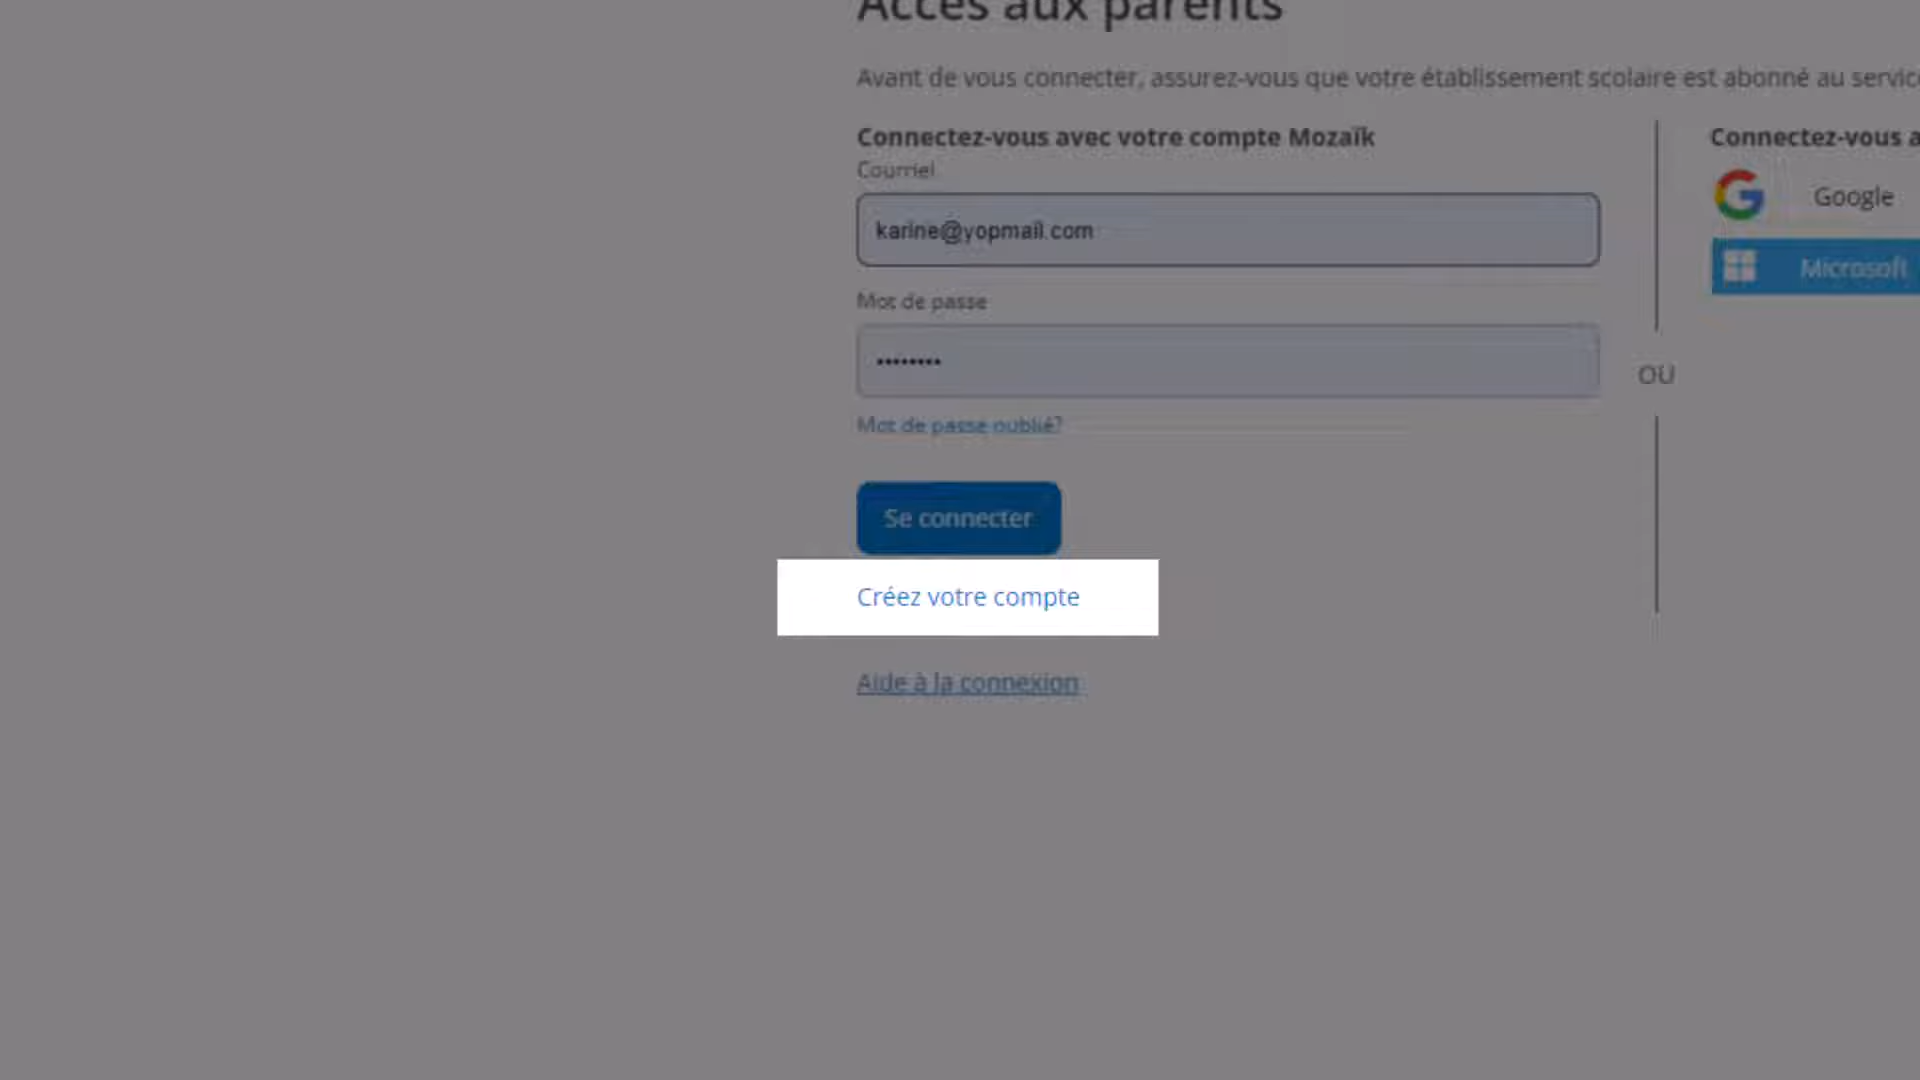 Accès aux parents
Avant de vous connecter, assurez-vous que votre établissement scolaire est abonné au
Connectez-vous avec votre compte Mozaïk
Courriel
karine@yopmail.com
Mot de passe
••••••••
Mot de passe oublié?
Se connecter
Créez votre compte
Aide à la connexion
OU
Connectez-vous
Google
Microsoft